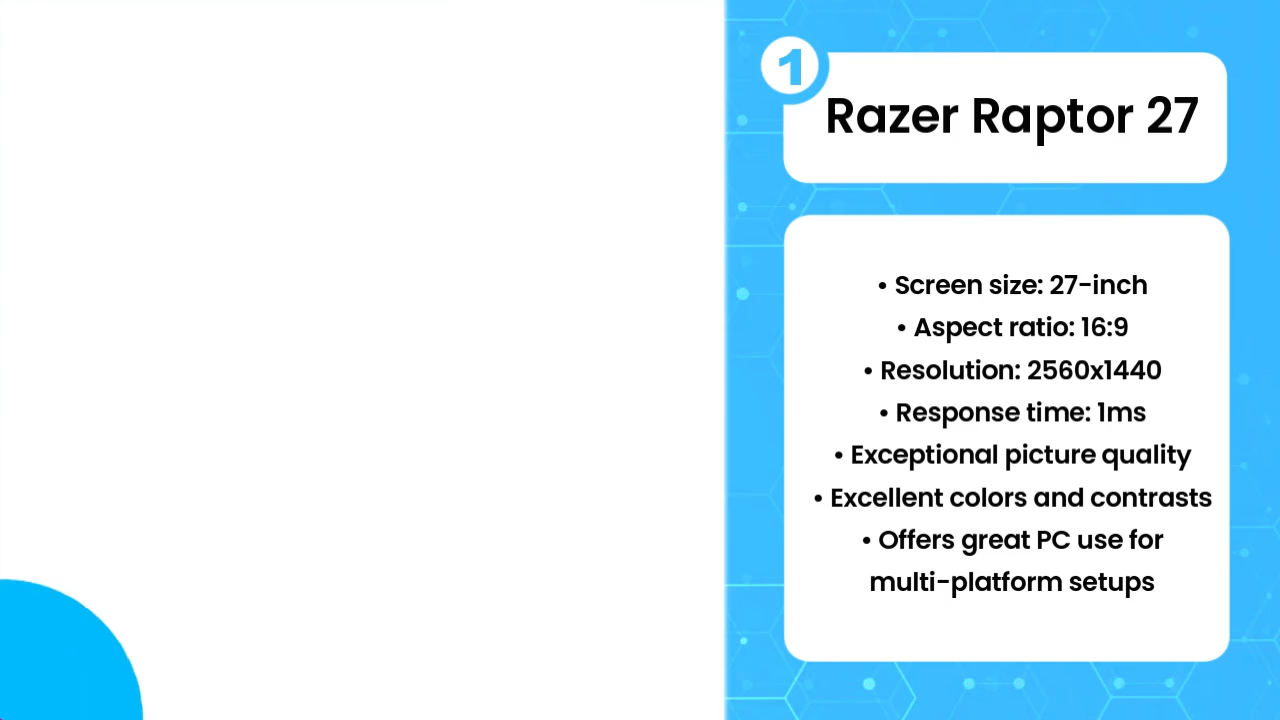 1
Razer Raptor 27
• Screen size: 27-inch
• Aspect ratio: 16:9
• Resolution: 2560x1440
• Response time: 1ms
• Exceptional picture quality
• Excellent colors and contrasts
• Offers great PC use for
multi-platform setups